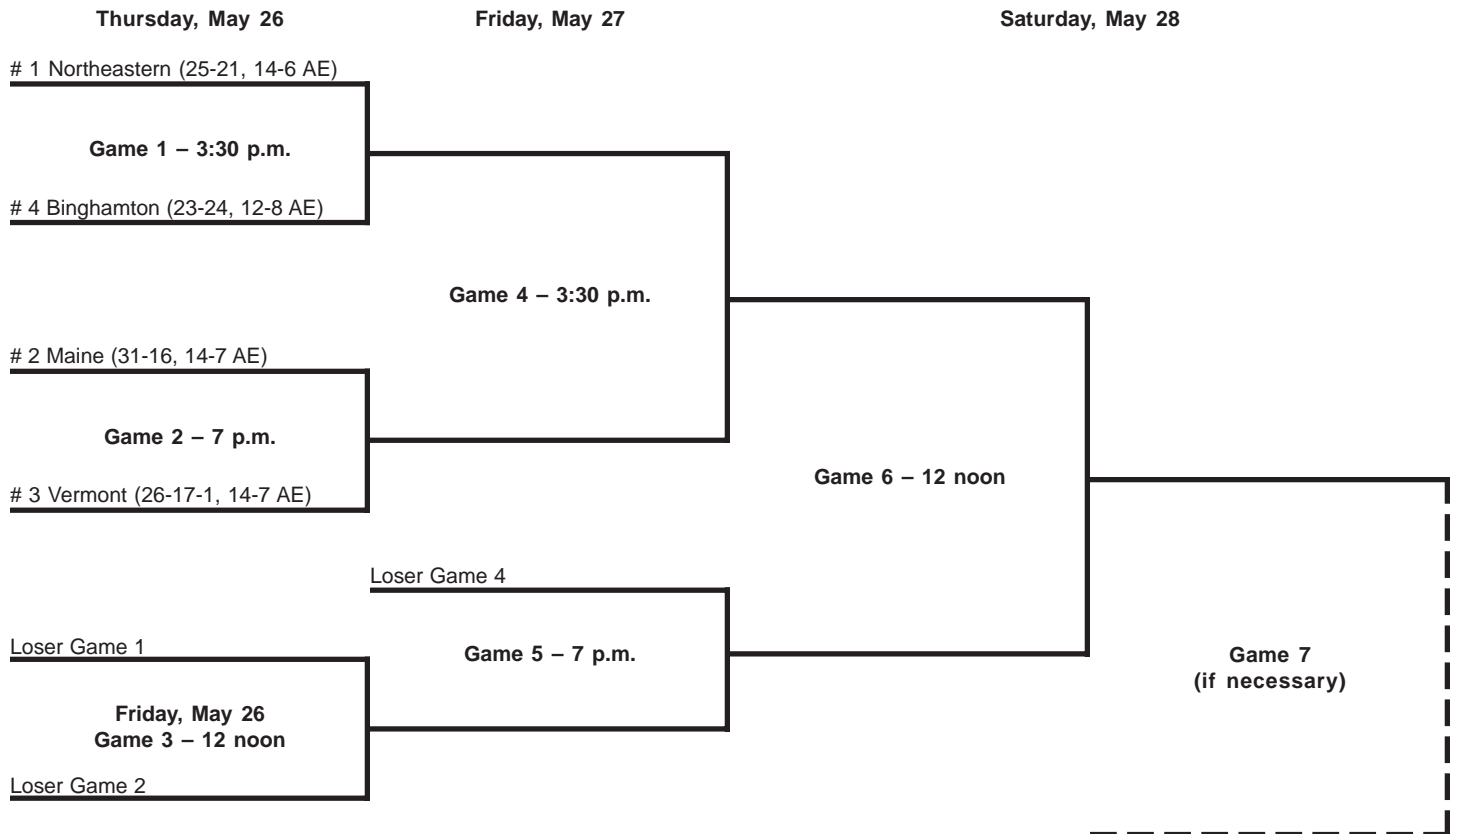 Thursday, May 26
Friday, May 27
Saturday, May 28
# 1 Northeastern (25-21, 14-6 AE)
Game 1 – 3:30 p.m.
# 4 Binghamton (23-24, 12-8 AE)
Game 4 – 3:30 p.m.
# 2 Maine (31-16, 14-7 AE)
Game 2 – 7 p.m.
# 3 Vermont (26-17-1, 14-7 AE)
Game 6 – 12 noon
Loser Game 4
Game 5 – 7 p.m.
Loser Game 1
Friday, May 26
Game 3 – 12 noon
Loser Game 2
Game 7
(if necessary)